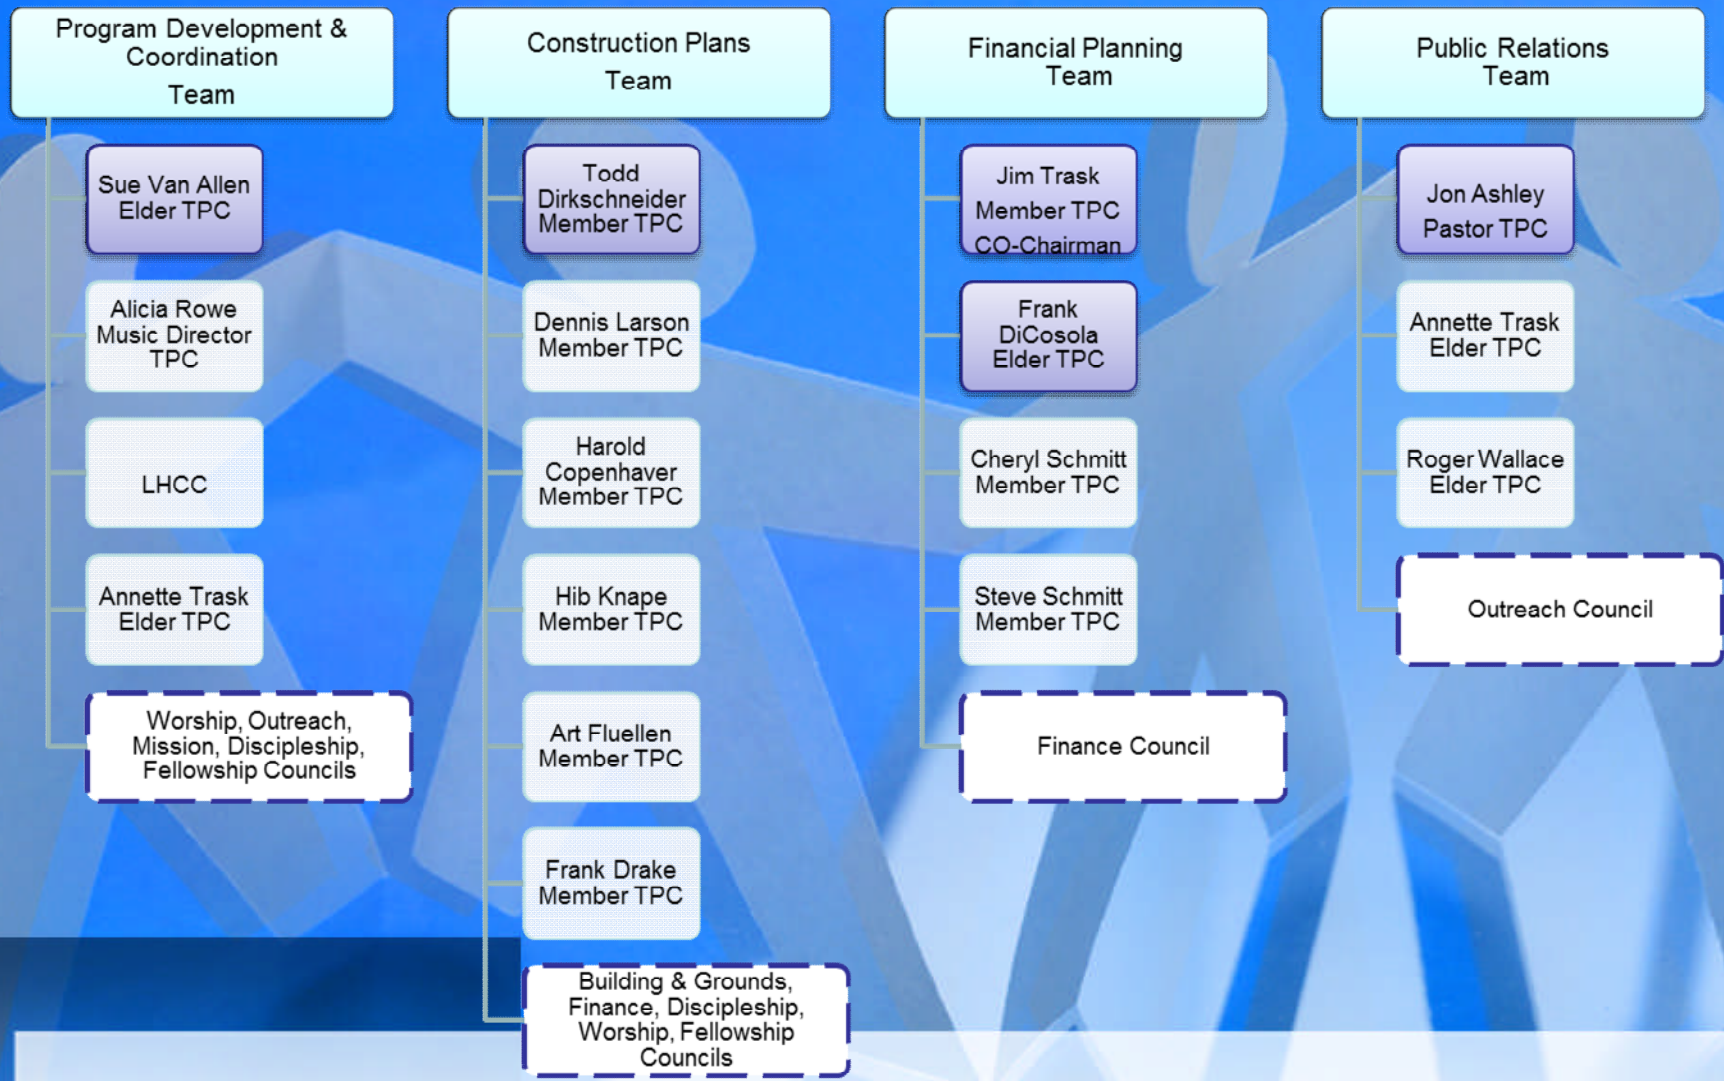 Program Development &
Coordination
Team
Sue Van Allen
Elder TPC
Alicia Rowe
Music Director
TPC
LHCC
Annette Trask
Elder TPC
Worship, Outreach,
Mission, Discipleship,
Fellowship Councils
Construction Plans
Team
Todd
Dirkschneider
Member TPC
Dennis Larson
Member TPC
Harold
Copenhaver
Member TPC
Hib Knape
Member TPC
Art Fluellen
Member TPC
Frank Drake
Member TPC
Building & Grounds,
Finance, Discipleship,
Worship, Fellowship
Councils
Financial Planning
Team
Jim Trask
Member TPC
CO-Chairman
Frank
DiCosola
Elder TPC
Cheryl Schmitt
Member TPC
Steve Schmitt
Member TPC
Finance Council
Public Relations
Team
Jon Ashley
Pastor TPC
Annette Trask
Elder TPC
Roger Wallace
Elder TPC
Outreach Council